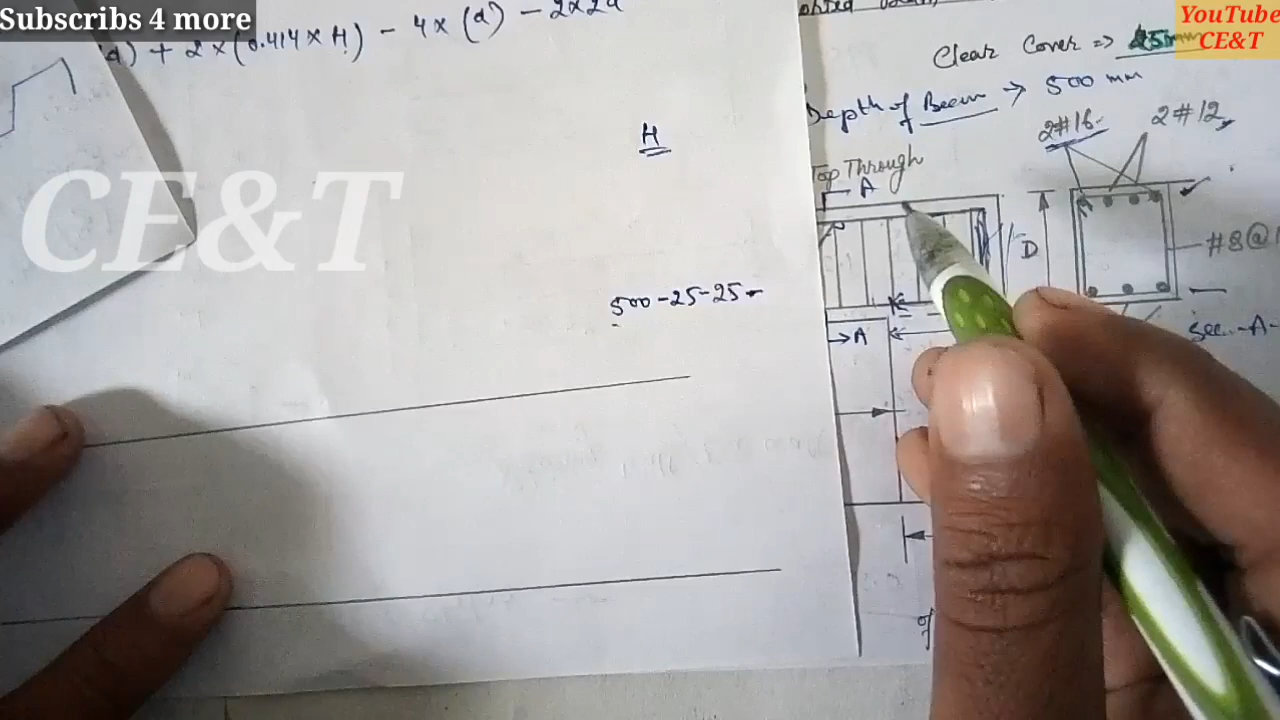 Subscribs 4 more
YouTube
CE&T
d) + 2 × (0.414 × H) - 4 × (d) - 2×2d
Clear Cover => 25mm
Depth of Beam → 500 mm
2#16
2#12
H
Top Through
A
CE&T
D
#8@
500-25-25-
A
Sec.-A-